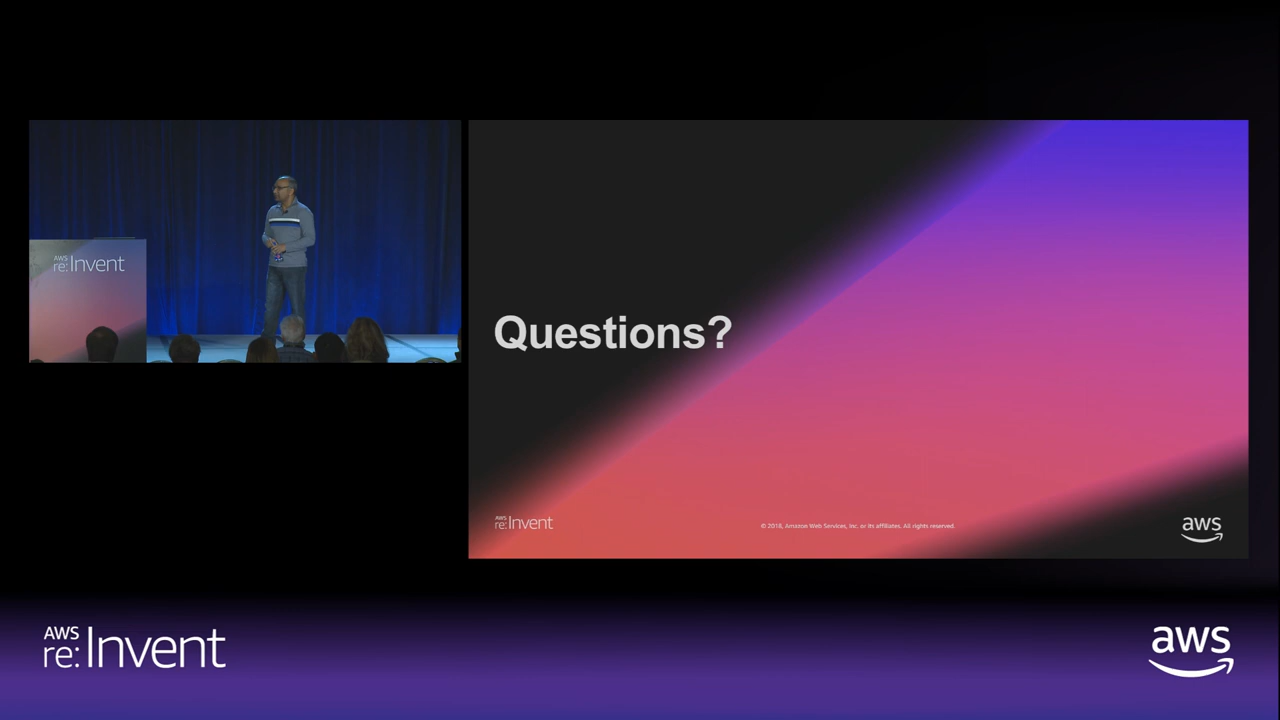 AWS
re:Invent
Questions?
AWS
re:Invent
© 2018, Amazon Web Services, Inc. or its affiliates. All rights reserved.
aws
AWS
re:Invent
aws